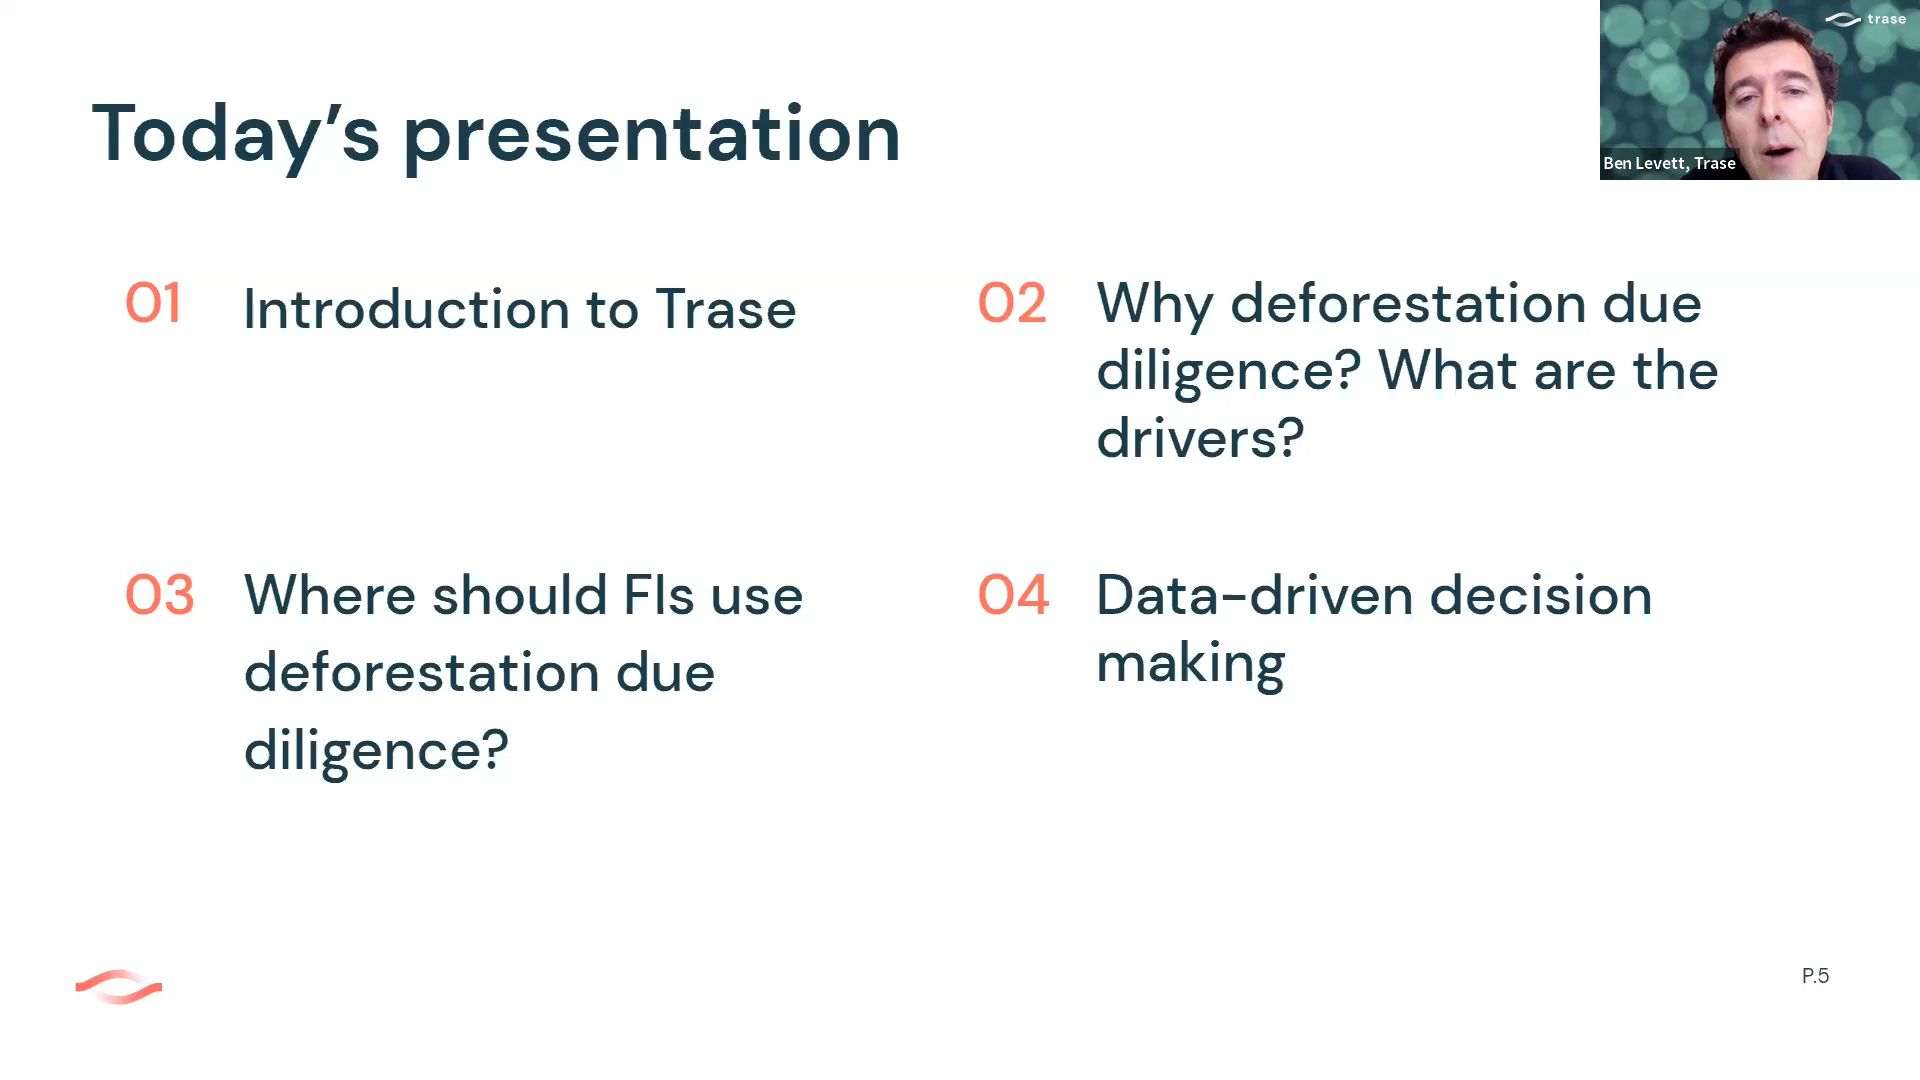 trase
Ben Levett, Trase
Today’s presentation
01
Introduction to Trase
02
Why deforestation due
diligence? What are the
drivers?
03
Where should FIs use
deforestation due
diligence?
04
Data-driven decision
making
P.5